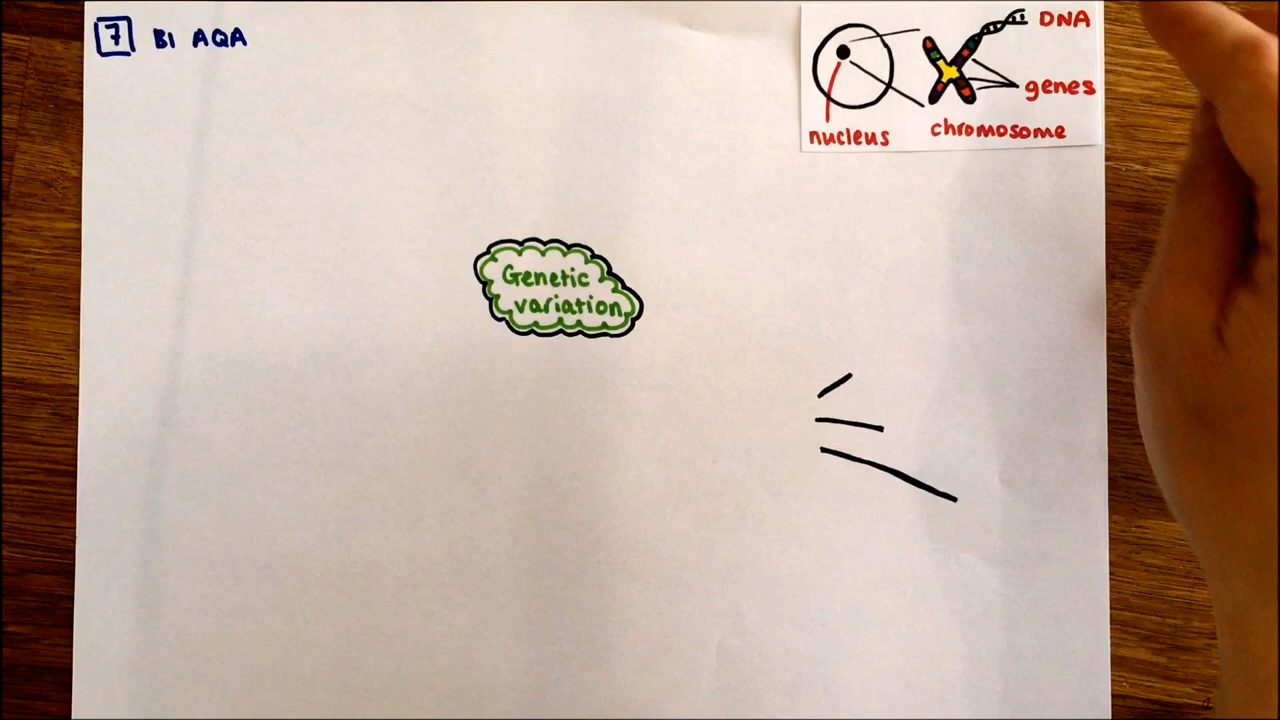 7 B1 AQA
DNA
genes
nucleus
chromosome
Genetic
variation